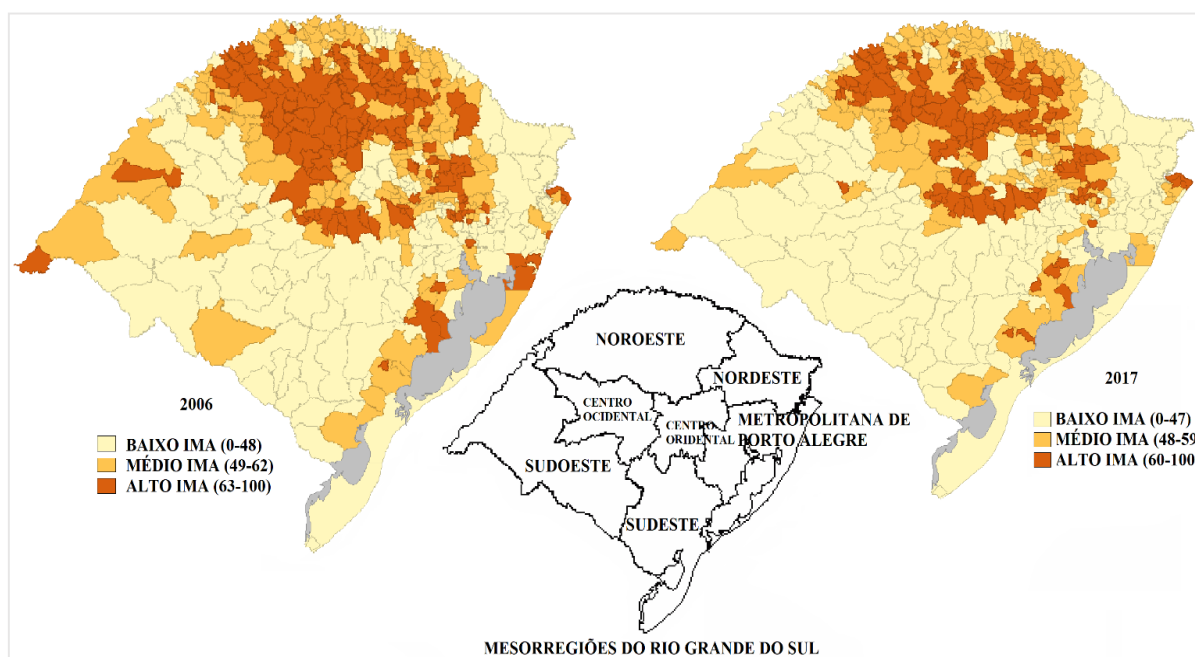 2006
BAIXO IMA (0-48)
MÉDIO IMA (49-62)
ALTO IMA (63-100)
NOROESTE
NORDESTE
CENTRO
OCIDENTAL
CENTRO
ORIDENTAL
METROPOLITANA DE
PORTO ALEGRE
SUDOESTE
SUDESTE
MESORREGIÕES DO RIO GRANDE DO SUL
2017
BAIXO IMA (0-47)
MÉDIO IMA (48-59
ALTO IMA (60-100